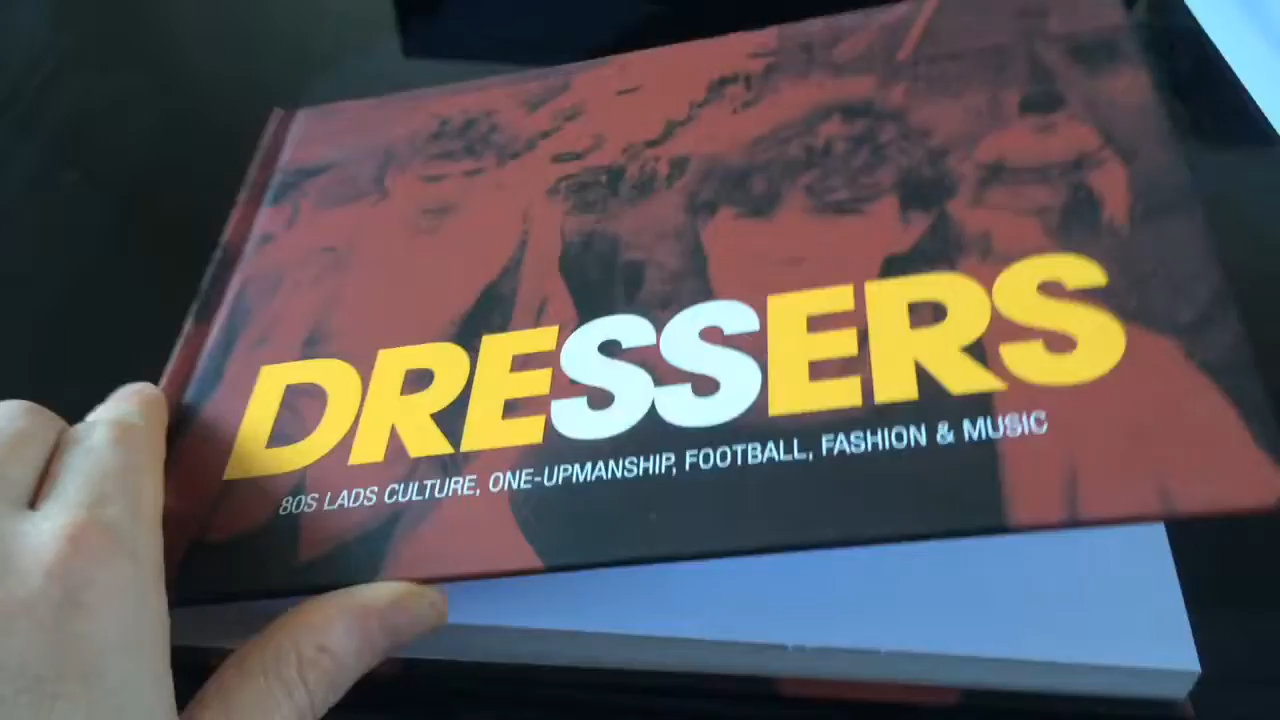 DRESSERS
80S LADS CULTURE, ONE-UPMANSHIP, FOOTBALL, FASHION & MUSIC